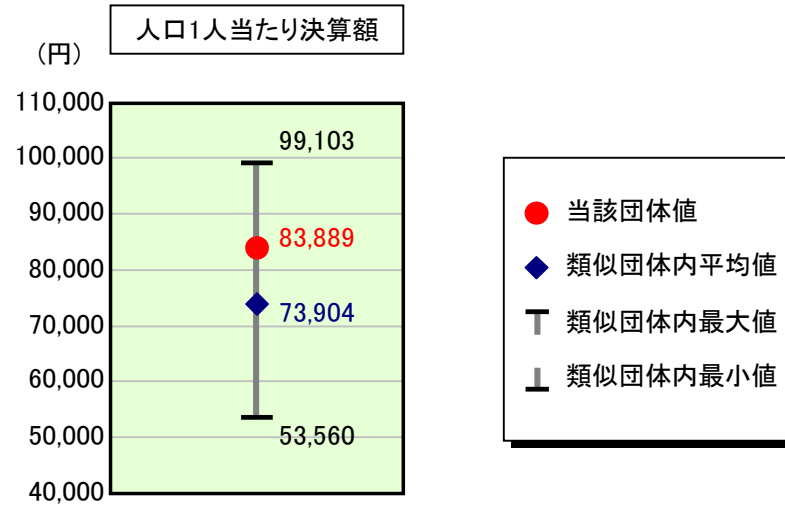 人口1人当たり決算額
(円)
110,000
100,000
90,000
80,000
70,000
60,000
50,000
40,000
99,103
83,889
73,904
53,560
当該団体値
類似団体内平均値
類似団体内最大値
類似団体内最小値